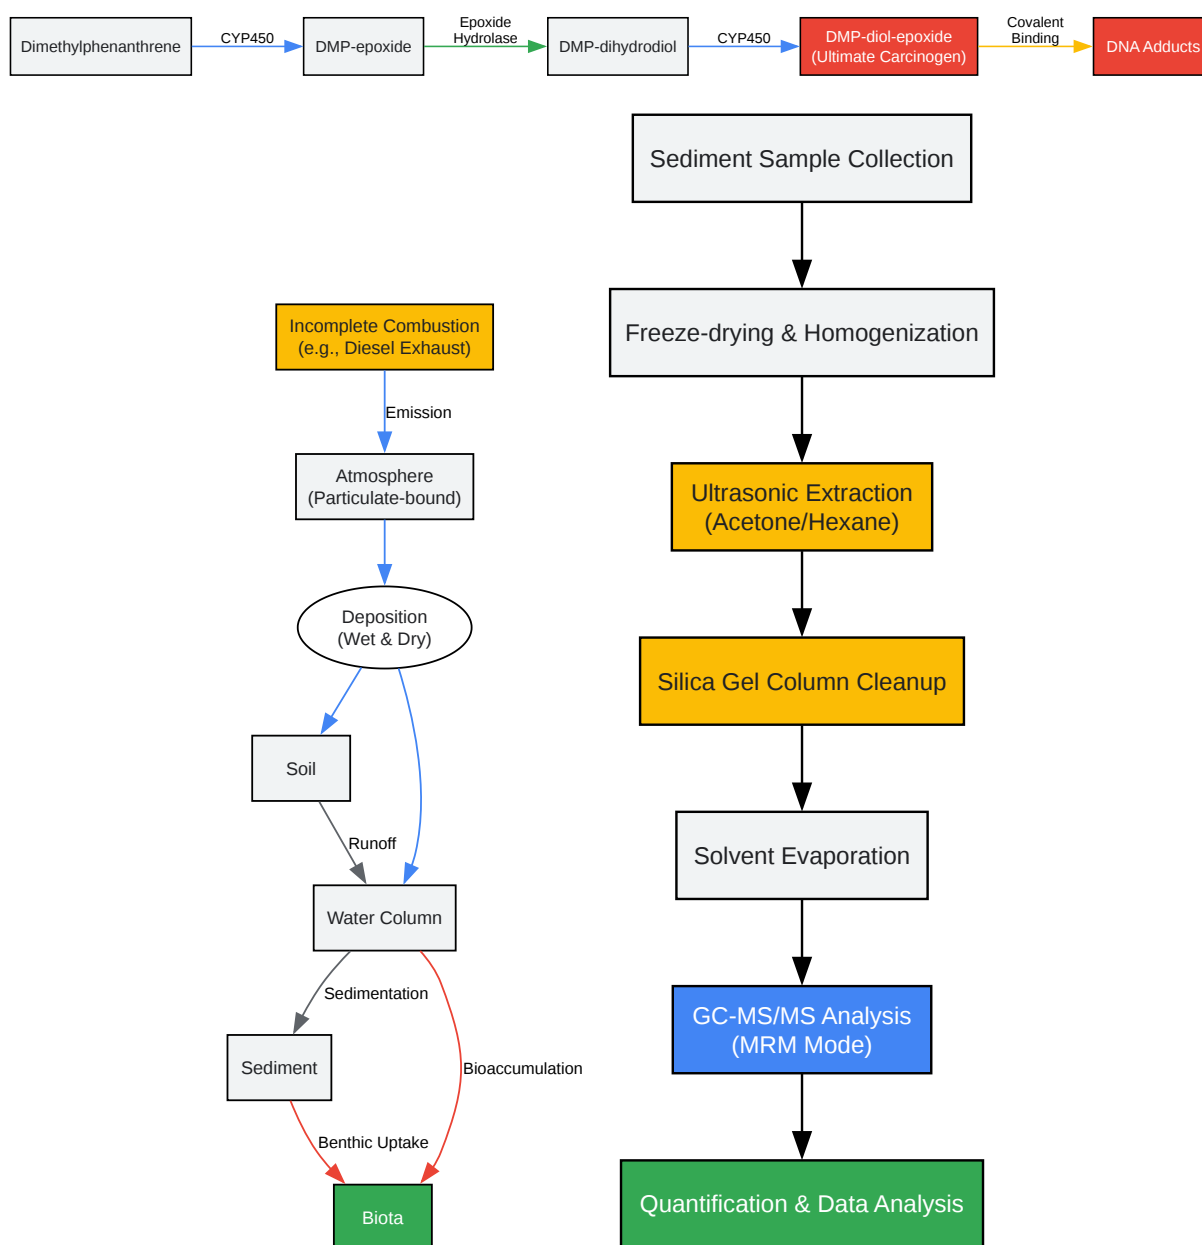 Dimethylphenanthrene
CYP450
DMP-epoxide
Epoxide
Hydrolase
DMP-dihydrodiol
CYP450
DMP-diol-epoxide
(Ultimate Carcinogen)
Covalent
Binding
DNA Adducts
Incomplete Combustion
(e.g., Diesel Exhaust)
Emission
Atmosphere
(Particulate-bound)
Deposition
(Wet & Dry)
Soil
Runoff
Water Column
Sedimentation
Sediment
Bioaccumulation
Benthic Uptake
Biota
Sediment Sample Collection
Freeze-drying & Homogenization
Ultrasonic Extraction
(Acetone/Hexane)
Silica Gel Column Cleanup
Solvent Evaporation
GC-MS/MS Analysis
(MRM Mode)
Quantification & Data Analysis